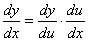 dy/dx = dy/du · du/dx